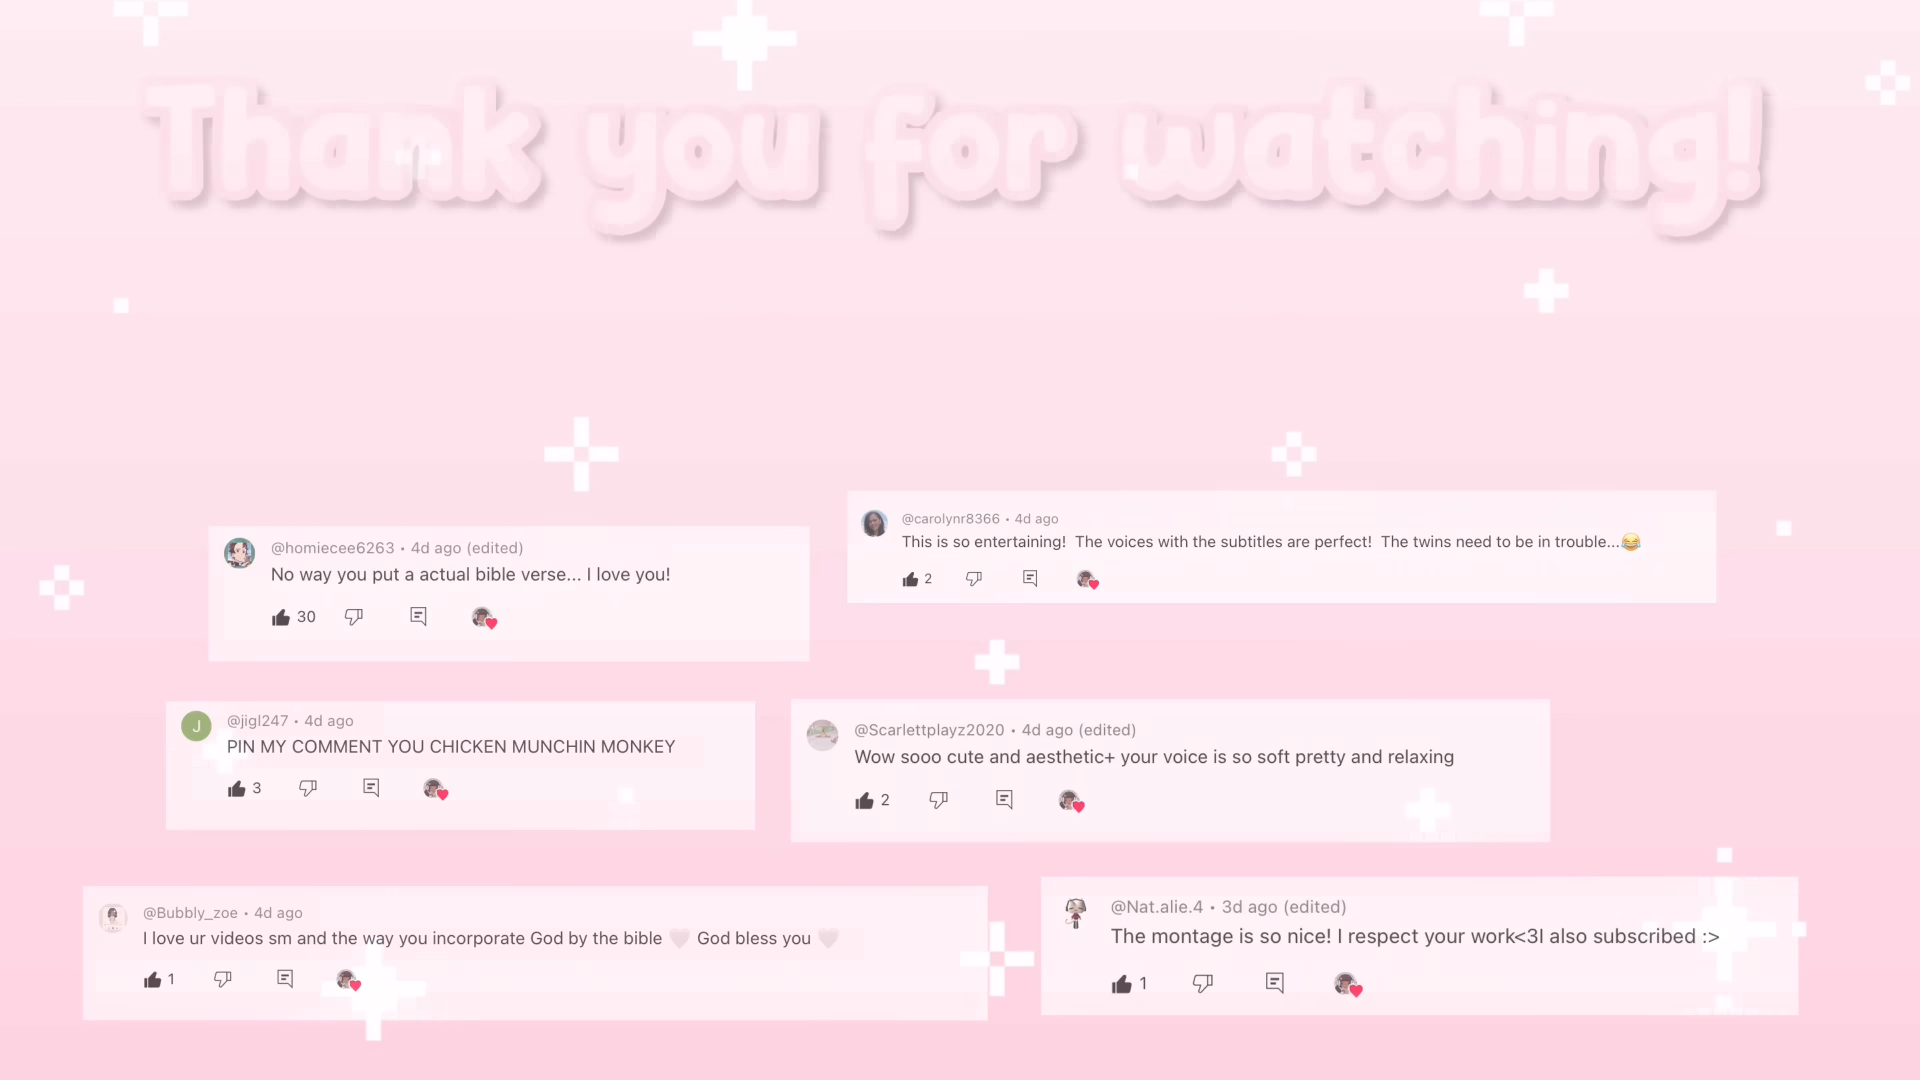 Thank you for watching!
@homiecee6263 • 4d ago (edited)
No way you put a actual bible verse... I love you!
30
@carolynr8366 • 4d ago
This is so entertaining!  The voices with the subtitles are perfect!  The twins need to be in trouble...😂
2
J
@jigl247 • 4d ago
PIN MY COMMENT YOU CHICKEN MUNCHIN MONKEY
3
@Scarlettplayz2020 • 4d ago (edited)
Wow sooo cute and aesthetic+ your voice is so soft pretty and relaxing
2
@Bubbly_zoe • 4d ago
I love ur videos sm and the way you incorporate God by the bible 🤍 God bless you 🤍
1
@Nat.alie.4 • 3d ago (edited)
The montage is so nice! I respect your work<3I also subscribed :>
1